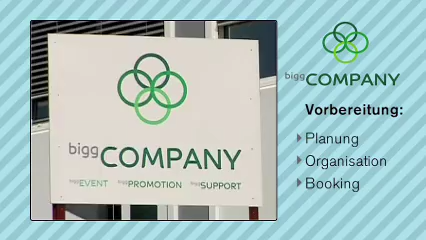 bigg COMPANY
biggEVENT biggPROMOTION biggSUPPORT
bigg COMPANY
Vorbereitung:
Planung
Organisation
Booking